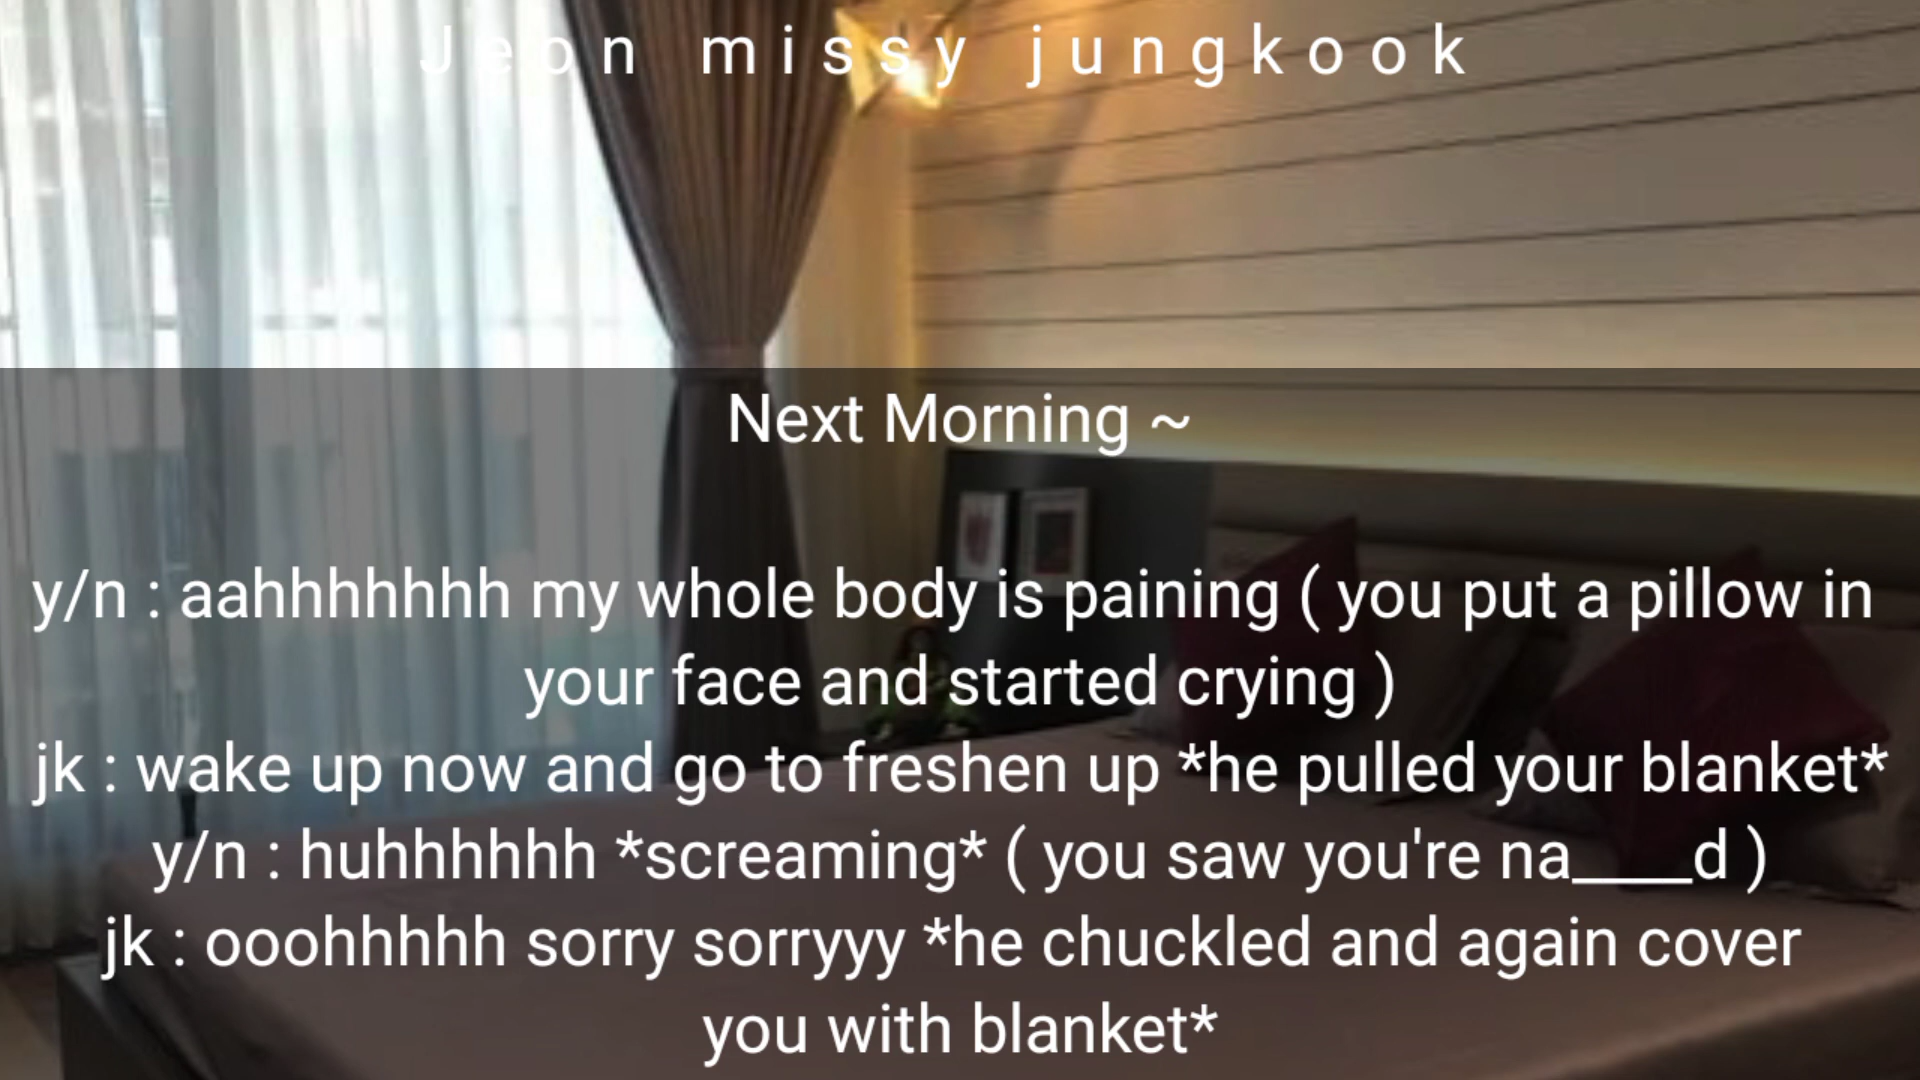 Jeon missy jungkook
Next Morning ~
y/n : aahhhhhhh my whole body is paining ( you put a pillow in
your face and started crying )
jk : wake up now and go to freshen up *he pulled your blanket*
y/n : huhhhhhh *screaming* ( you saw you're na____d )
jk : ooohhhhh sorry sorryyy *he chuckled and again cover
you with blanket*